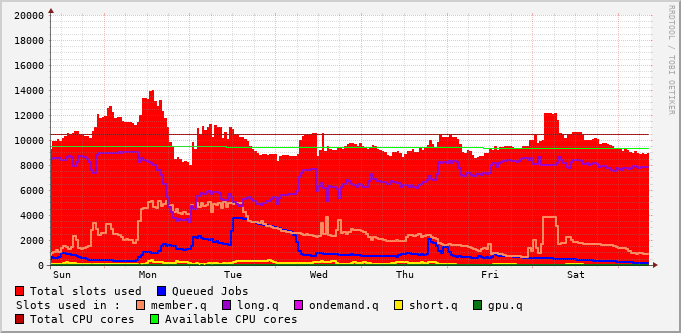 20000
18000
16000
14000
12000
10000
8000
6000
4000
2000
0
Sun Mon Tue Wed Thu Fri Sat
Total slots used Queued Jobs
Slots used in : member.q long.q ondemand.q short.q gpu.q
Total CPU cores Available CPU cores
RRDTOOL / TOBI OETIKER